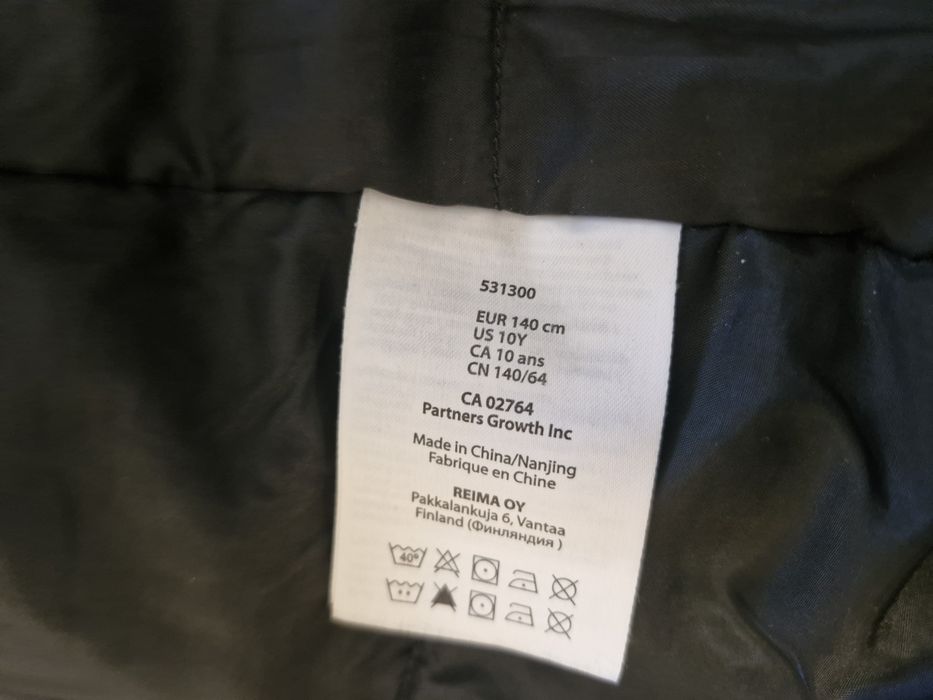 531300
EUR 140 cm
US 10Y
CA 10 ans
CN 140/64
CA 02764
Partners Growth Inc
Made in China/Nanjing
Fabrique en Chine
REIMA OY
Pakkalankuja 6, Vantaa
Finland (Финляндия )
40°